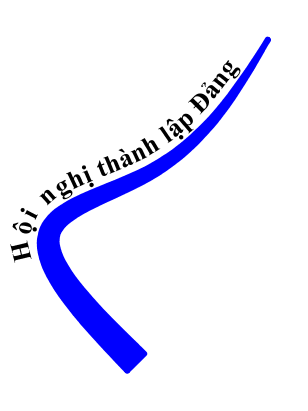 Hội nghị thành lập Đảng